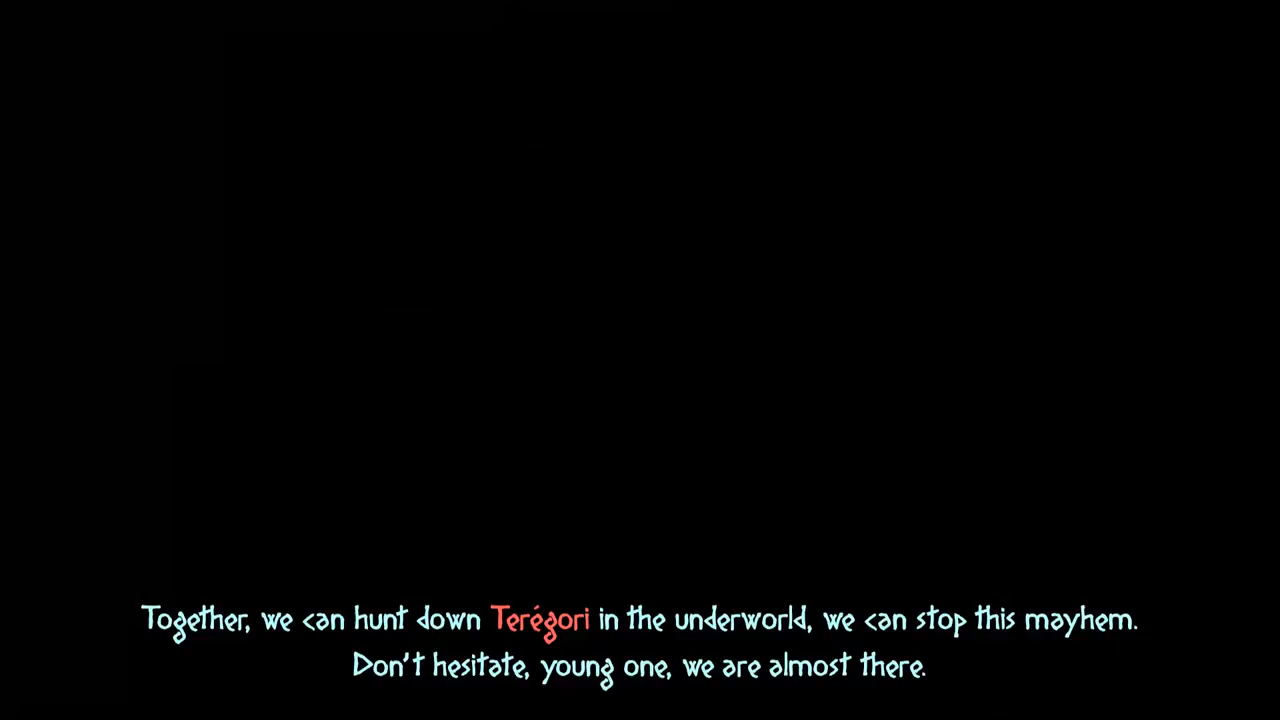 Together, we can hunt down Terégori in the underworld, we can stop this mayhem.
Don't hesitate, young one, we are almost there.